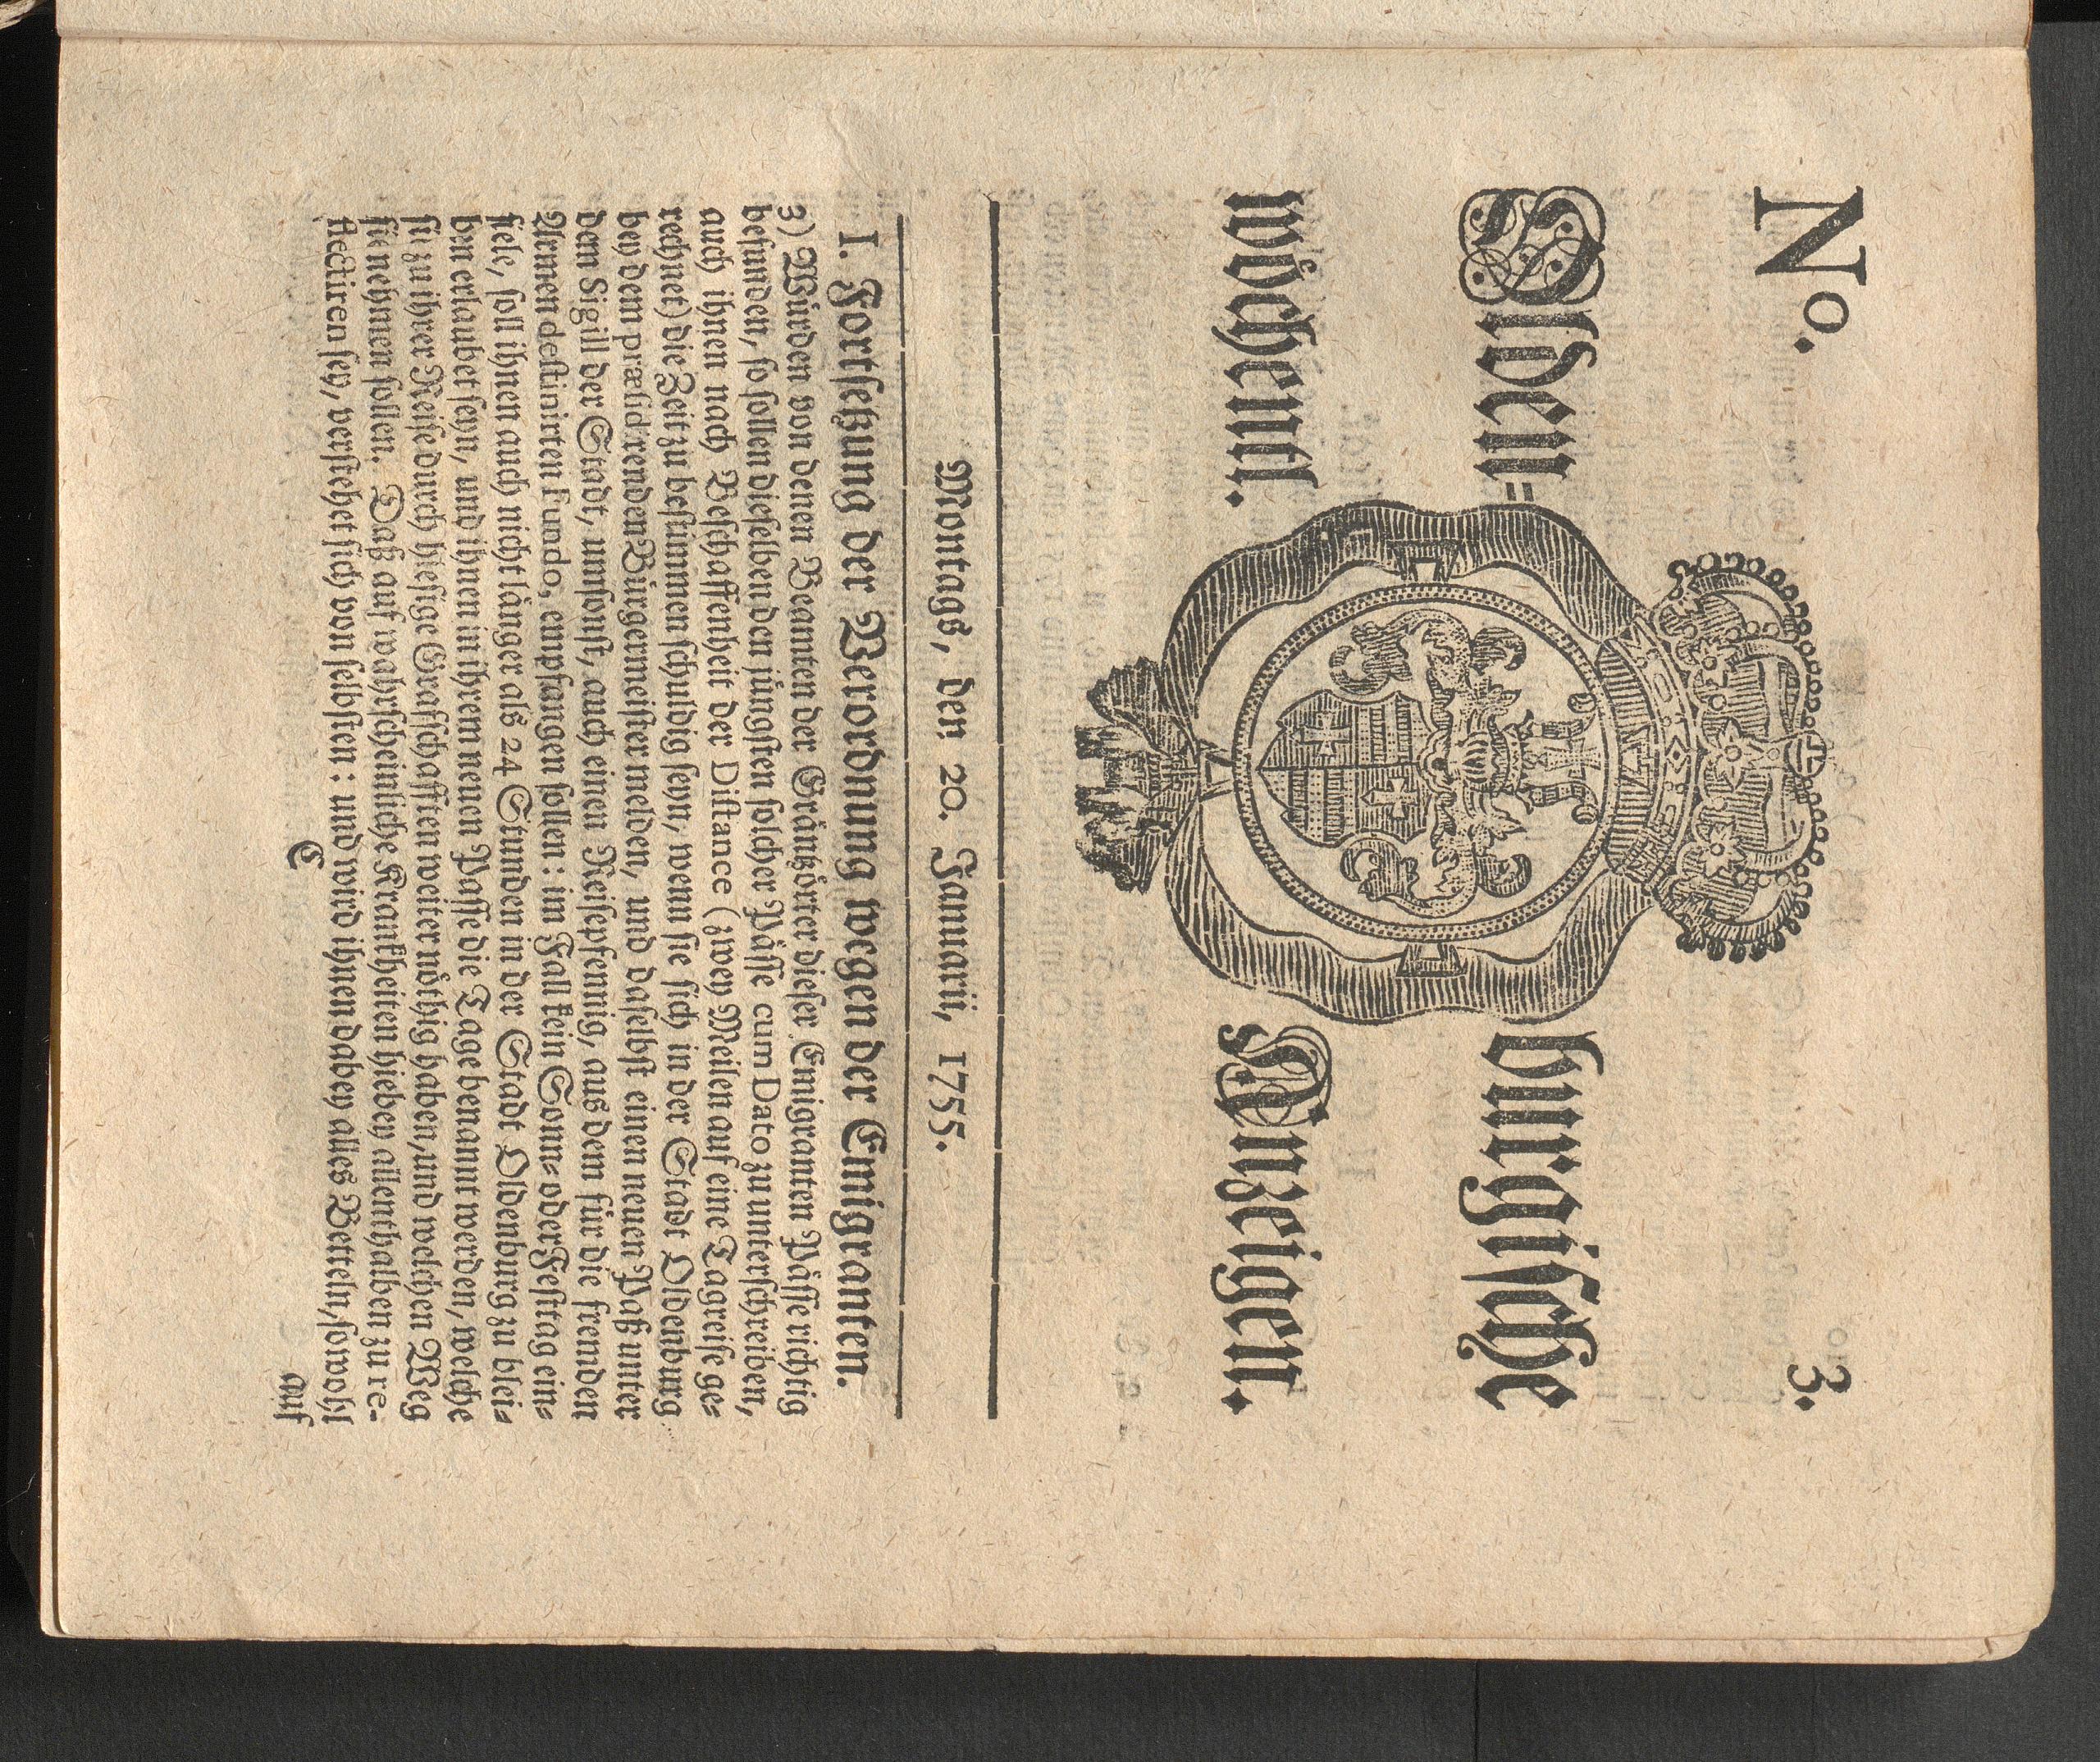 No. 3.
Olden= burgische
wöchentl. Anzeigen.
Montags, den 20. Januarii, 1755.
I. Fortsetzung der Verordnung wegen der Emigranten.
3) Würden von denen Beamten der Gräntzörter dieser Emigranten Pässe richtig
befunden, so sollen dieselben den jüngsten solcher Pässe cum Dato zu unterschreiben,
auch ihnen nach Beschaffenheit der Distance (zwey Meilen auf eine Tagreise ge=
rechnet) die Zeit zu bestimmen schuldig seyn, wenn sie sich in der Stadt Oldenburg
bey dem præsidirenden Bürgermeister melden, und daselbst einen neuen Paß unter
dem Sigill der Stadt, umsonst, auch einen Reisepfennig, aus dem für die fremden
Armen destinirten Fundo, empfangen sollen: im Fall kein Sonn= oder Festtag ein=
fiele, soll ihnen auch nicht länger als 24 Stunden in der Stadt Oldenburg zu blei=
ben erlaubet seyn, und ihnen in ihrem neuen Passe die Tage benannt werden, welche
sie zu ihrer Reise durch hiesige Graffschafften weiter nöthig haben, und welchen Weg
sie nehmen sollen. Daß auf wahrscheinliche Kranckheiten hiebey allenthalben zu re-
flectiren sey, verstehet sich von selbsten: und wird ihnen dabey alles Betteln, sowohl
C auf